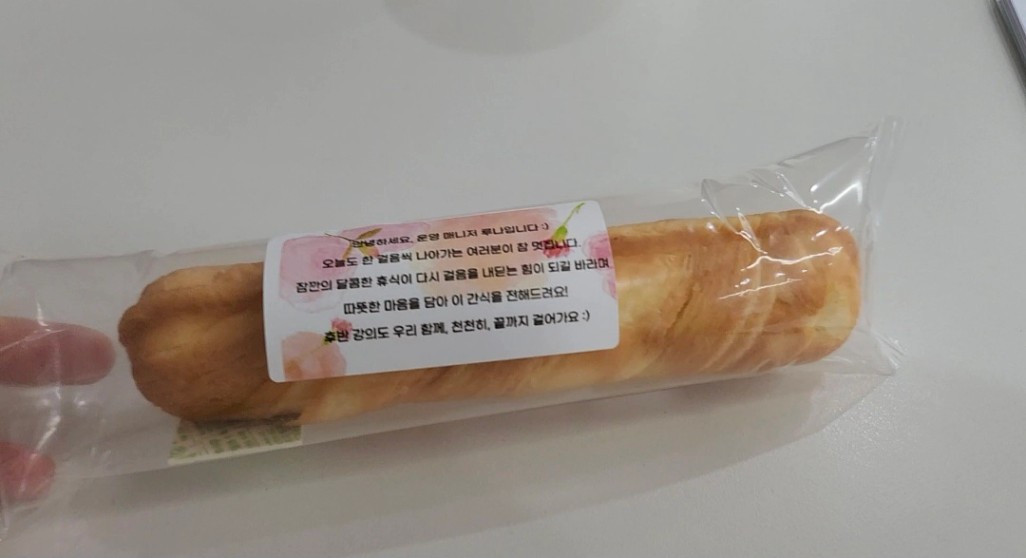 안녕하세요, 운영 매니저 루나입니다 :)
오늘도 한 걸음씩 나아가는 여러분이 참 멋집니다.
잠깐의 달콤한 휴식이 다시 걸음을 내딛는 힘이 되길 바라며
따뜻한 마음을 담아 이 간식을 전해드려요!
후반 강의도 우리 함께, 천천히, 끝까지 걸어가요 :)